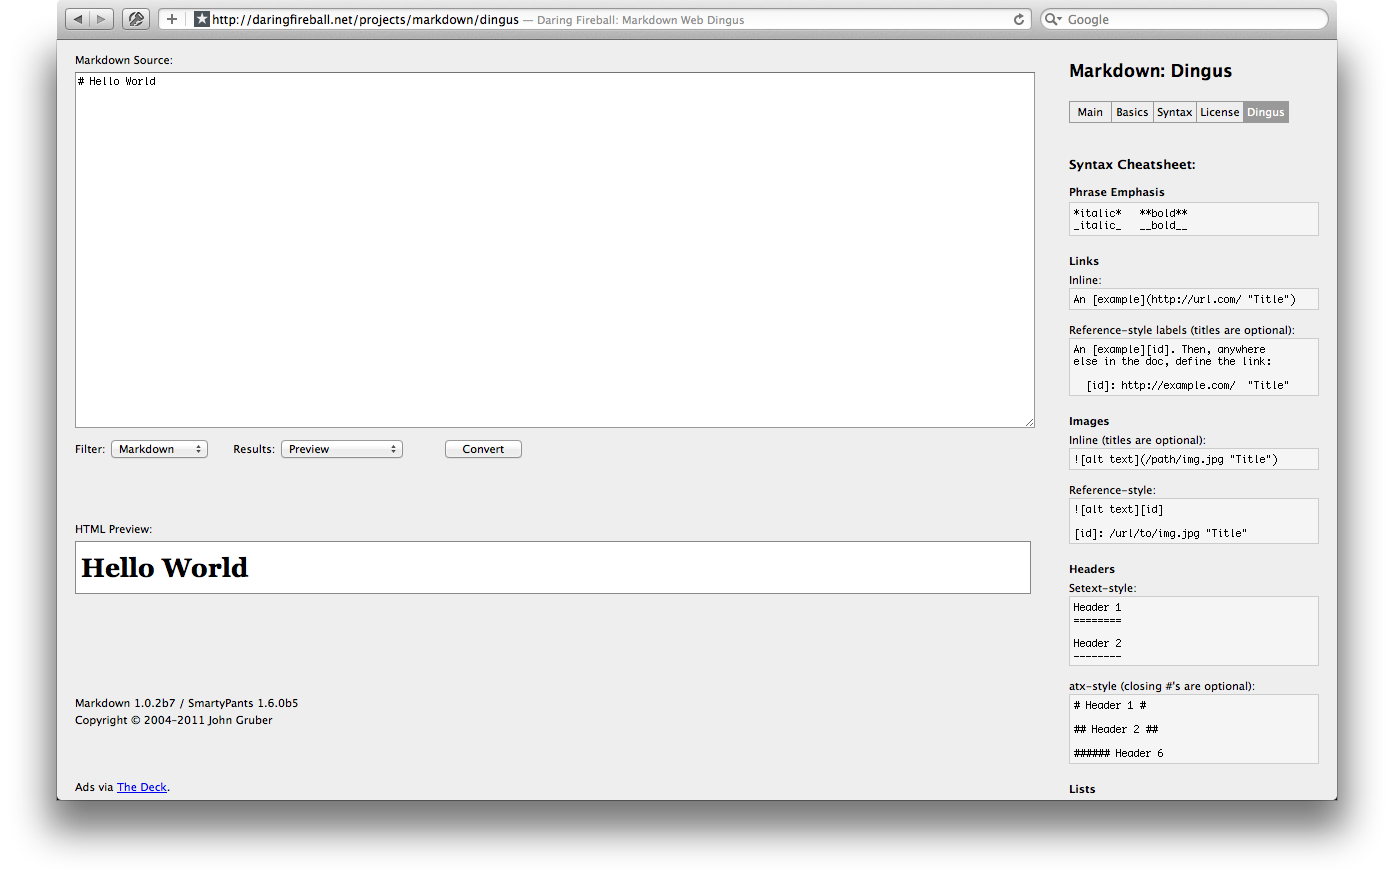 http://daringfireball.net/projects/markdown/dingus — Daring Fireball: Markdown Web Dingus
Google
Markdown Source:
# Hello World
Filter: Markdown Results: Preview Convert
HTML Preview:
Hello World
Markdown 1.0.2b7 / SmartyPants 1.6.0b5
Copyright © 2004–2011 John Gruber
Ads via The Deck.
Markdown: Dingus
Main Basics Syntax License Dingus
Syntax Cheatsheet:
Phrase Emphasis
*italic*   **bold**
_italic_   __bold__
Links
Inline:
An [example](http://url.com/ "Title")
Reference-style labels (titles are optional):
An [example][id]. Then, anywhere
else in the doc, define the link:
  [id]: http://example.com/  "Title"
Images
Inline (titles are optional):
![alt text](/path/img.jpg "Title")
Reference-style:
![alt text][id]
[id]: /url/to/img.jpg "Title"
Headers
Setext-style:
Header 1
========
Header 2
--------
atx-style (closing #'s are optional):
# Header 1 #
## Header 2 ##
###### Header 6
Lists